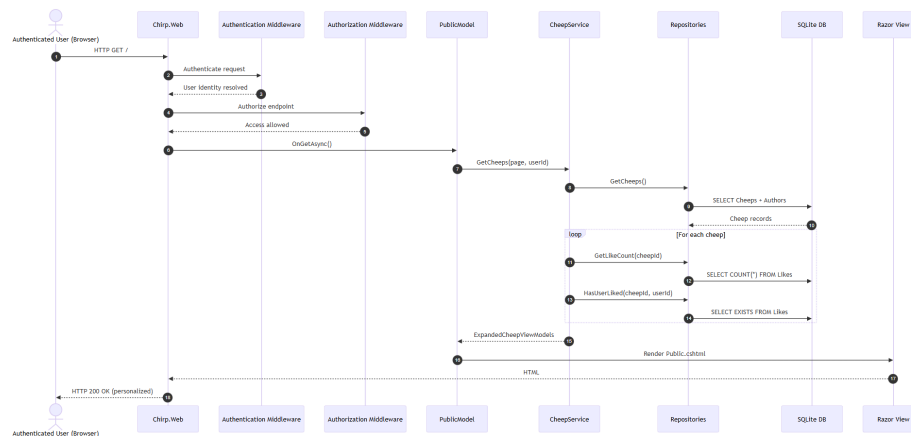 Authenticated User (Browser)
Chirp.Web
Authentication Middleware
Authorization Middleware
PublicModel
CheepService
Repositories
SQLite DB
Razor View
HTTP GET /
1
Authenticate request
2
User identity resolved
3
Authorize endpoint
4
Access allowed
5
OnGetAsync()
6
GetCheeps(page, userId)
7
GetCheeps()
8
SELECT Cheeps + Authors
9
Cheep records
10
loop
[For each cheep]
GetLikeCount(cheepId)
11
SELECT COUNT(*) FROM Likes
12
HasUserLiked(cheepId, userId)
13
SELECT EXISTS FROM Likes
14
ExpandedCheepViewModels
15
Render Public.cshtml
16
HTML
17
HTTP 200 OK (personalized)
18
Authenticated User (Browser)
Chirp.Web
Authentication Middleware
Authorization Middleware
PublicModel
CheepService
Repositories
SQLite DB
Razor View